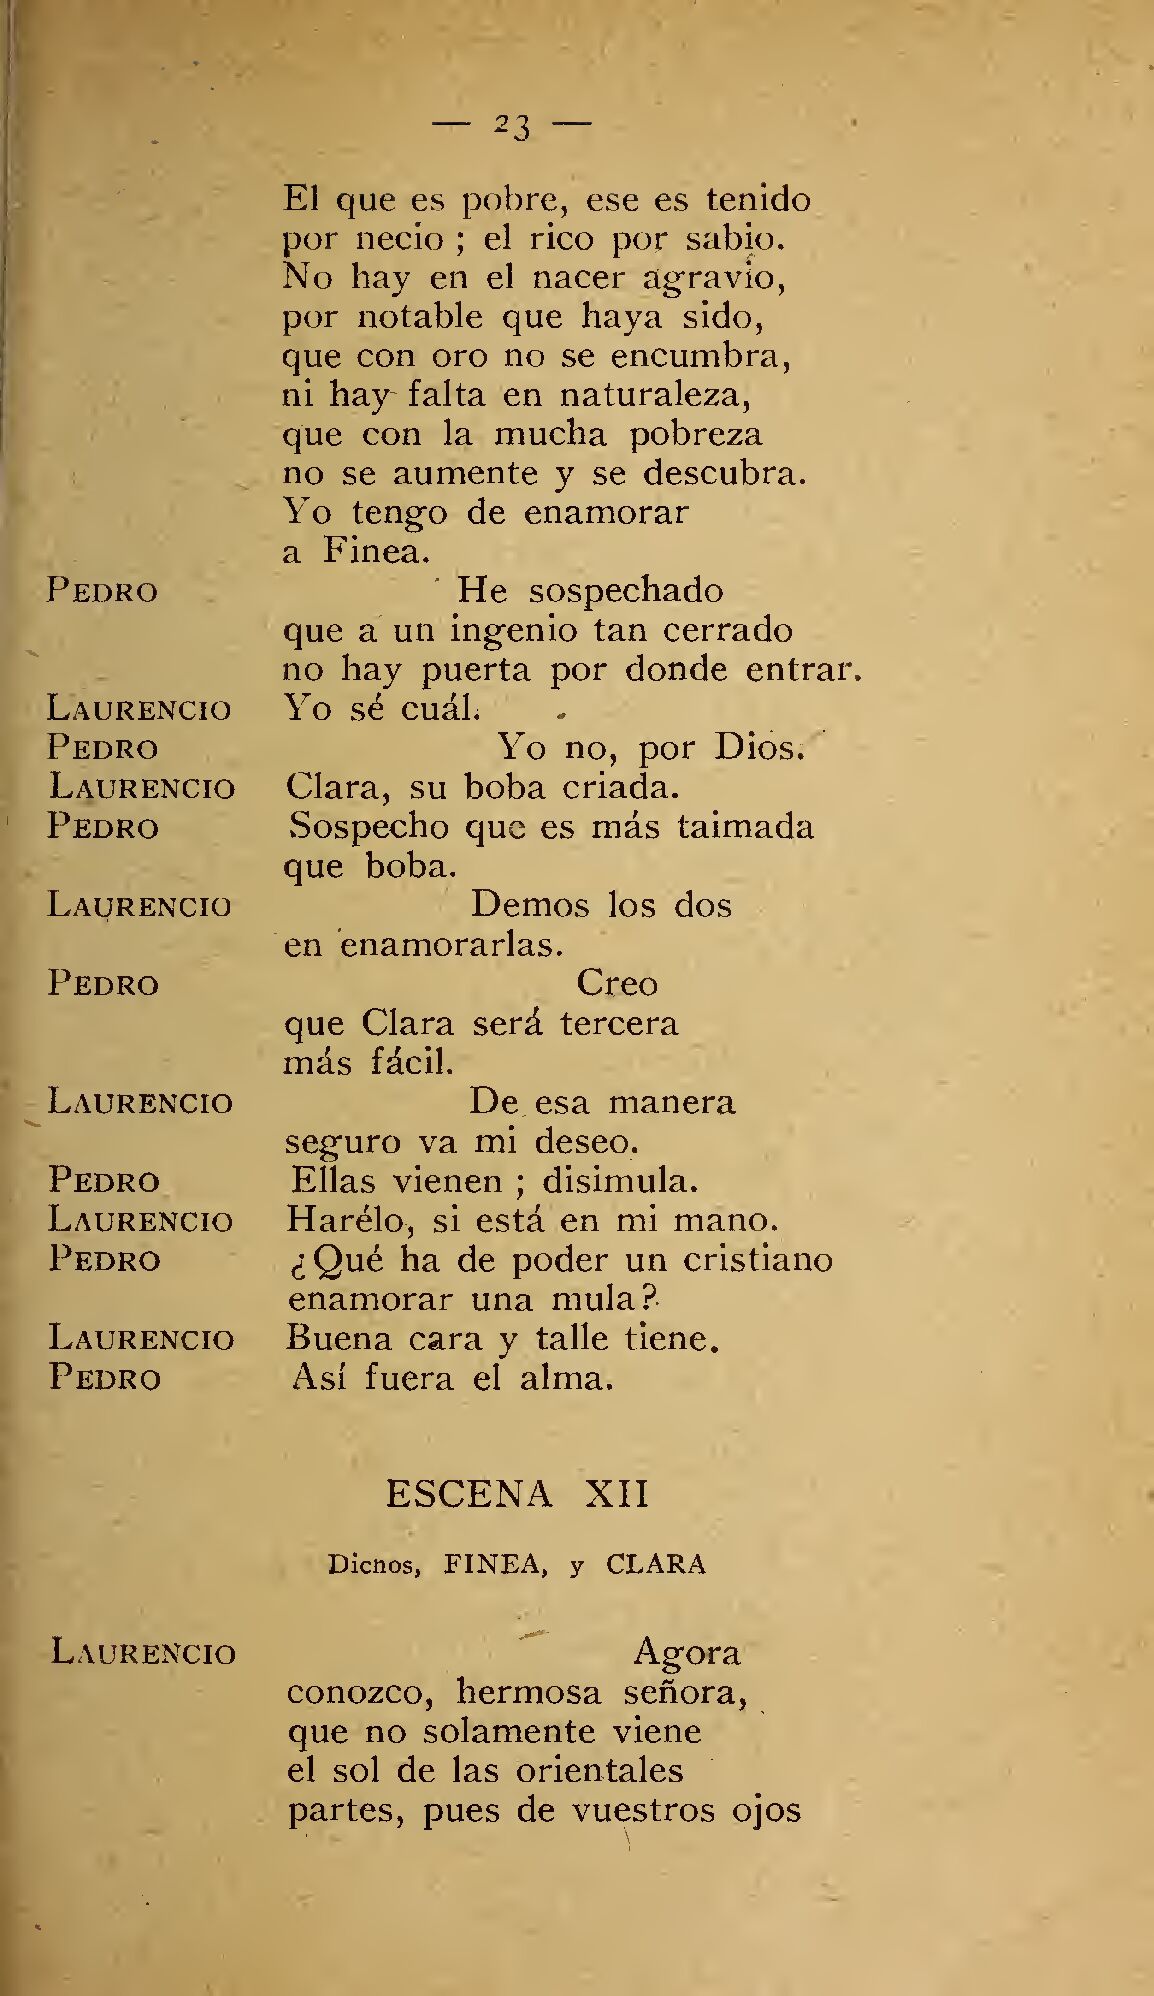 — 23 —
El que es pobre, ese es tenido
por necio ; el rico por sabio.
No hay en el nacer agravio,
por notable que haya sido,
que con oro no se encumbra,
ni hay falta en naturaleza,
que con la mucha pobreza
no se aumente y se descubra.
Yo tengo de enamorar
a Finea.
PEDRO He sospechado
que a un ingenio tan cerrado
no hay puerta por donde entrar.
LAURENCIO Yo sé cuál.
PEDRO Yo no, por Dios.
LAURENCIO Clara, su boba criada.
PEDRO Sospecho que es más taimada
que boba.
LAURENCIO Demos los dos
en enamorarlas.
PEDRO Creo
que Clara será tercera
más fácil.
LAURENCIO De esa manera
seguro va mi deseo.
PEDRO Ellas vienen ; disimula.
LAURENCIO Harélo, si está en mi mano.
PEDRO ¿Qué ha de poder un cristiano
enamorar una mula?
LAURENCIO Buena cara y talle tiene.
PEDRO Así fuera el alma.
ESCENA XII
Dicnos, FINEA, y CLARA
LAURENCIO Agora
conozco, hermosa señora,
que no solamente viene
el sol de las orientales
partes, pues de vuestros ojos